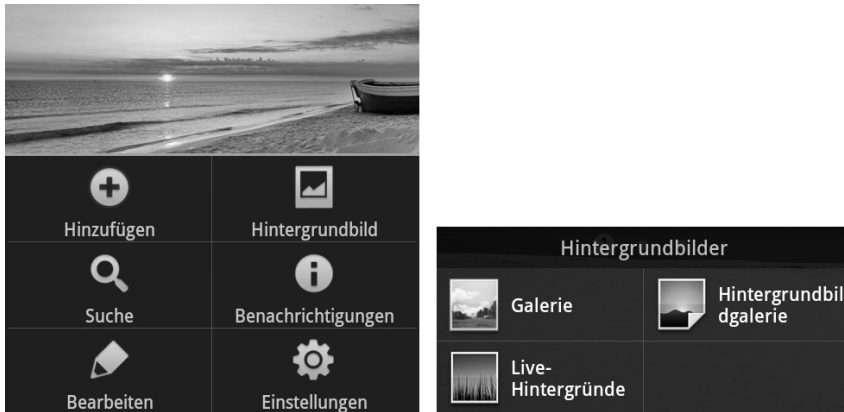 Hinzufügen
Hintergrundbild
Suche
Benachrichtigungen
Bearbeiten
Einstellungen
Hintergrundbilder
Galerie
Hintergrundbil
dgalerie
Live-
Hintergründe